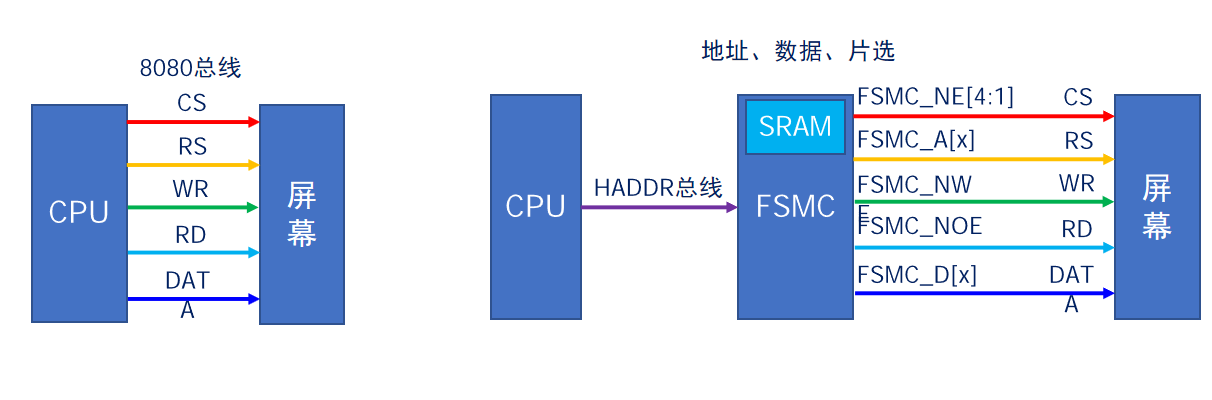 8080总线
CS
RS
WR
RD
DAT
A
CPU
屏
幕
地址、数据、片选
CPU
HADDR总线
SRAM
FSMC
FSMC_NE[4:1]
CS
FSMC_A[x]
RS
FSMC_NW
E
WR
FSMC_NOE
RD
FSMC_D[x]
DAT
A
屏
幕